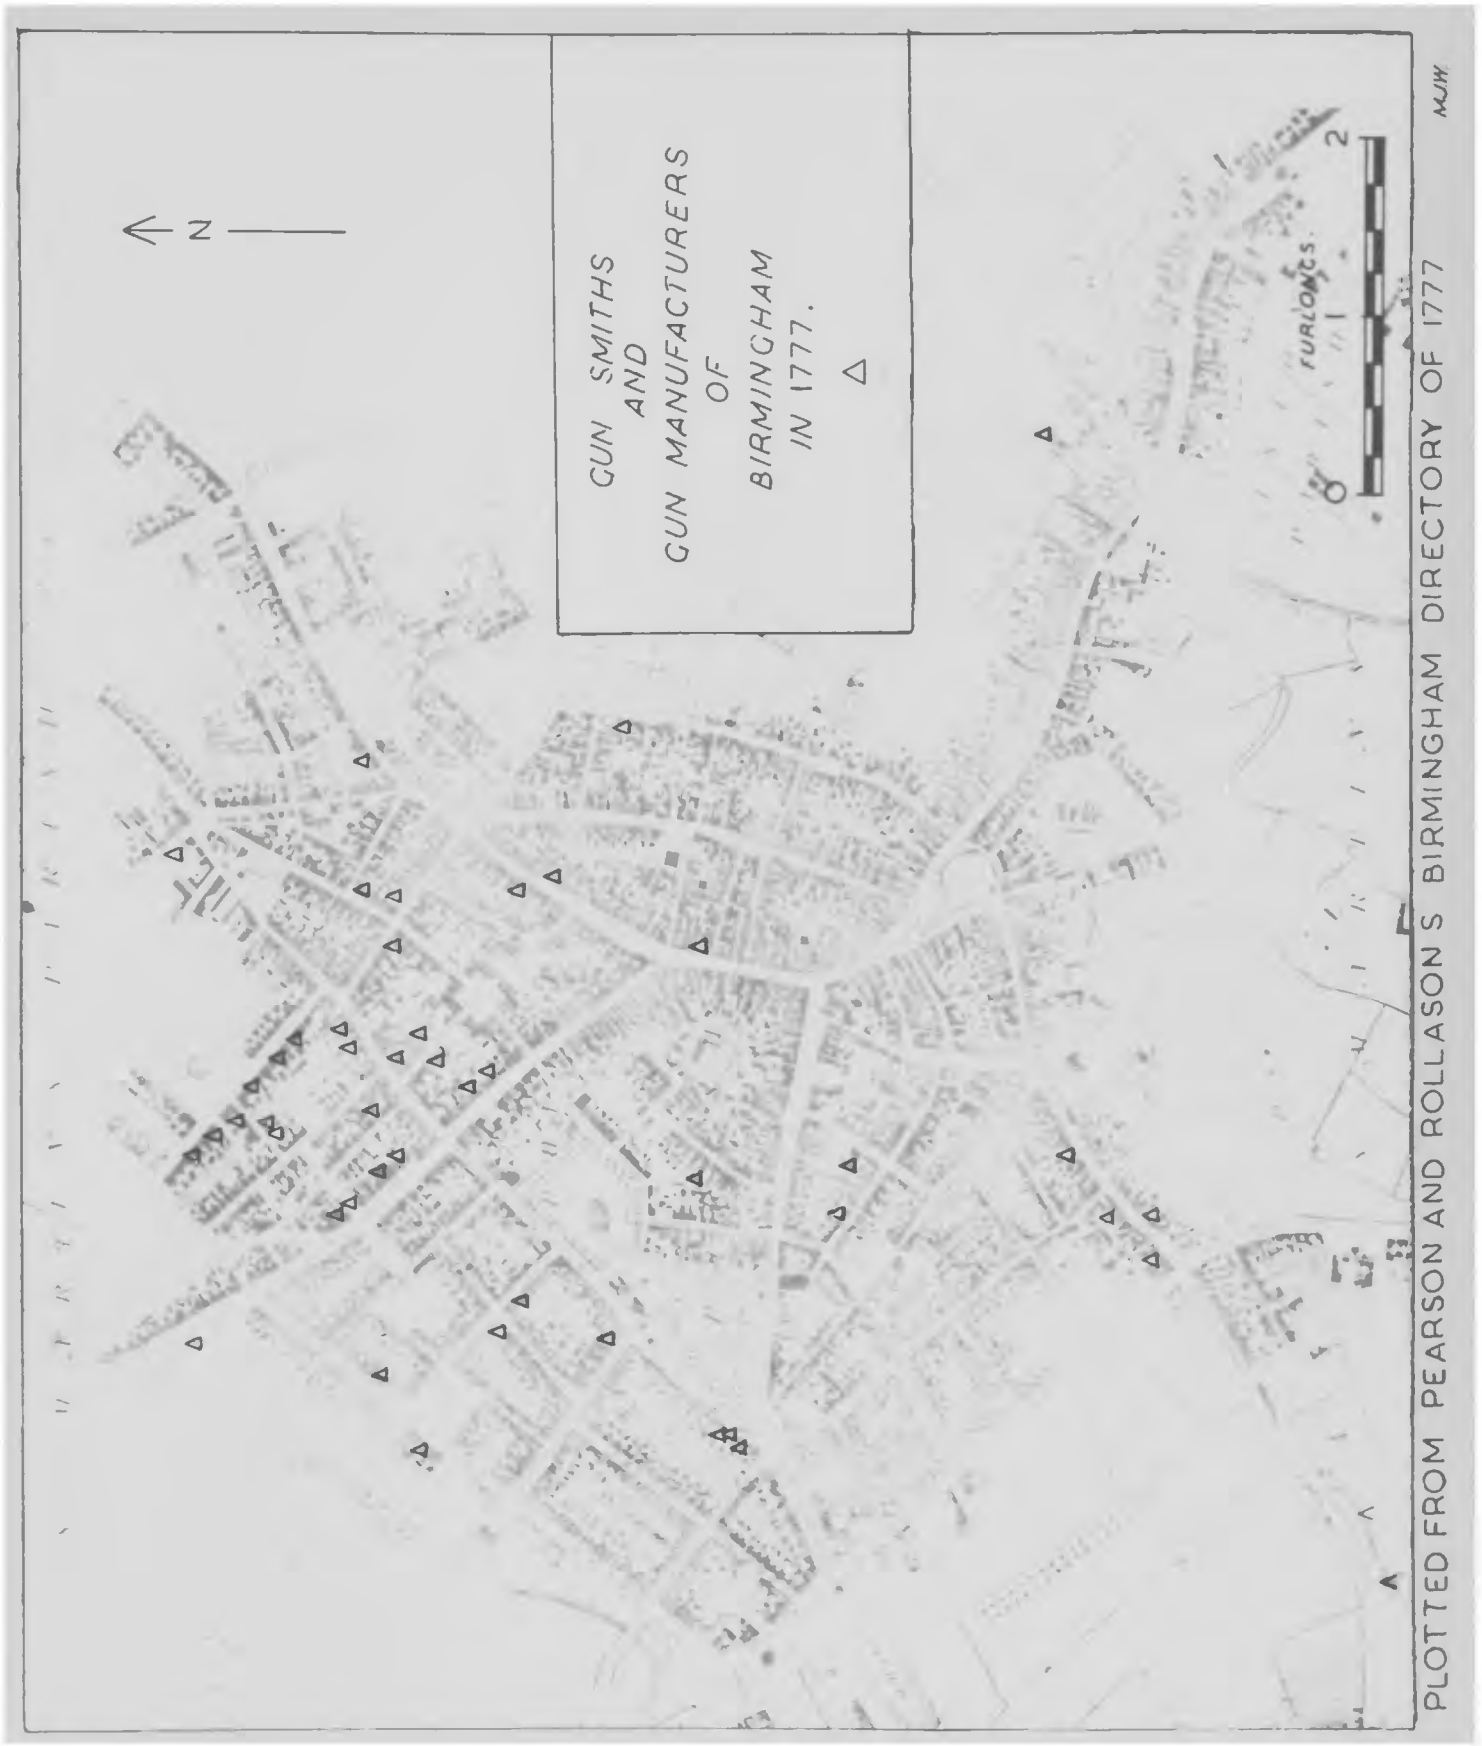 N
GUN SMITHS
AND
GUN MANUFACTURERS
OF
BIRMINGHAM
IN 1777.
FURLONGS.
0 1 2
PLOTTED FROM PEARSON AND ROLLASONS BIRMINGHAM DIRECTORY OF 1777
MJW